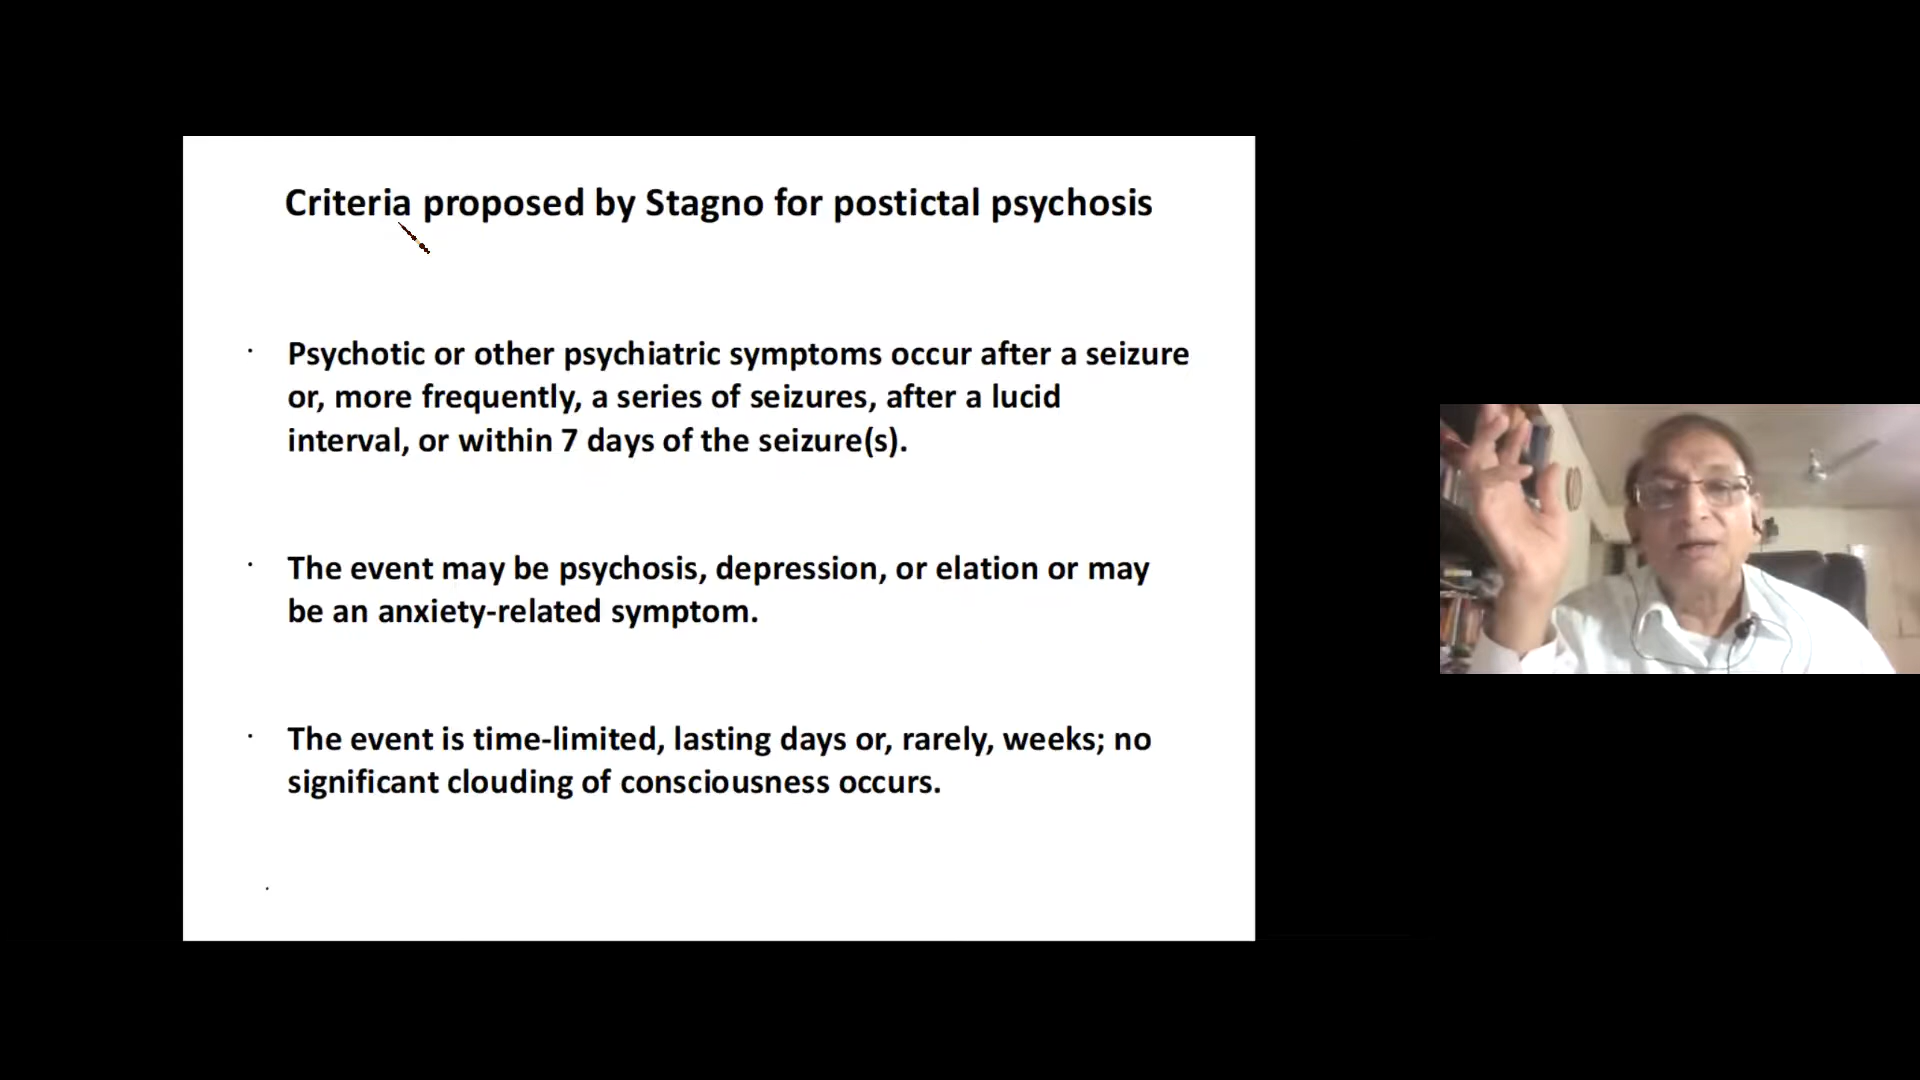 Criteria proposed by Stagno for postictal psychosis
· Psychotic or other psychiatric symptoms occur after a seizure
or, more frequently, a series of seizures, after a lucid
interval, or within 7 days of the seizure(s).
· The event may be psychosis, depression, or elation or may
be an anxiety-related symptom.
· The event is time-limited, lasting days or, rarely, weeks; no
significant clouding of consciousness occurs.
·